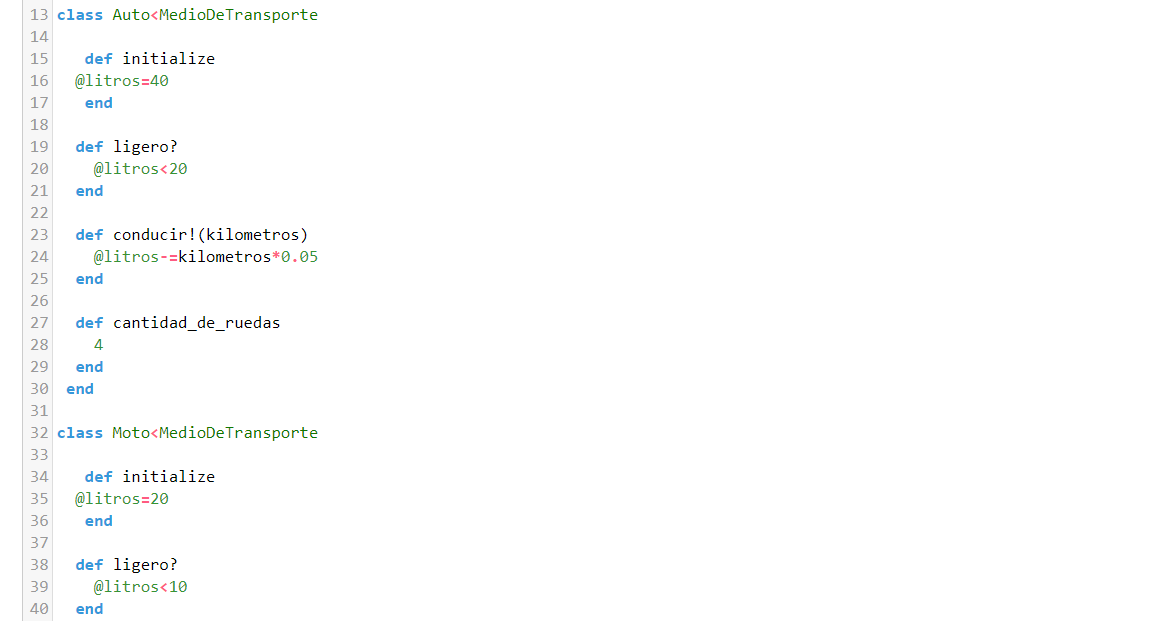 13 class Auto<MedioDeTransporte
14
15 def initialize
16 @litros=40
17 end
18
19 def ligero?
20 @litros<20
21 end
22
23 def conducir!(kilometros)
24 @litros-=kilometros*0.05
25 end
26
27 def cantidad_de_ruedas
28 4
29 end
30 end
31
32 class Moto<MedioDeTransporte
33
34 def initialize
35 @litros=20
36 end
37
38 def ligero?
39 @litros<10
40 end